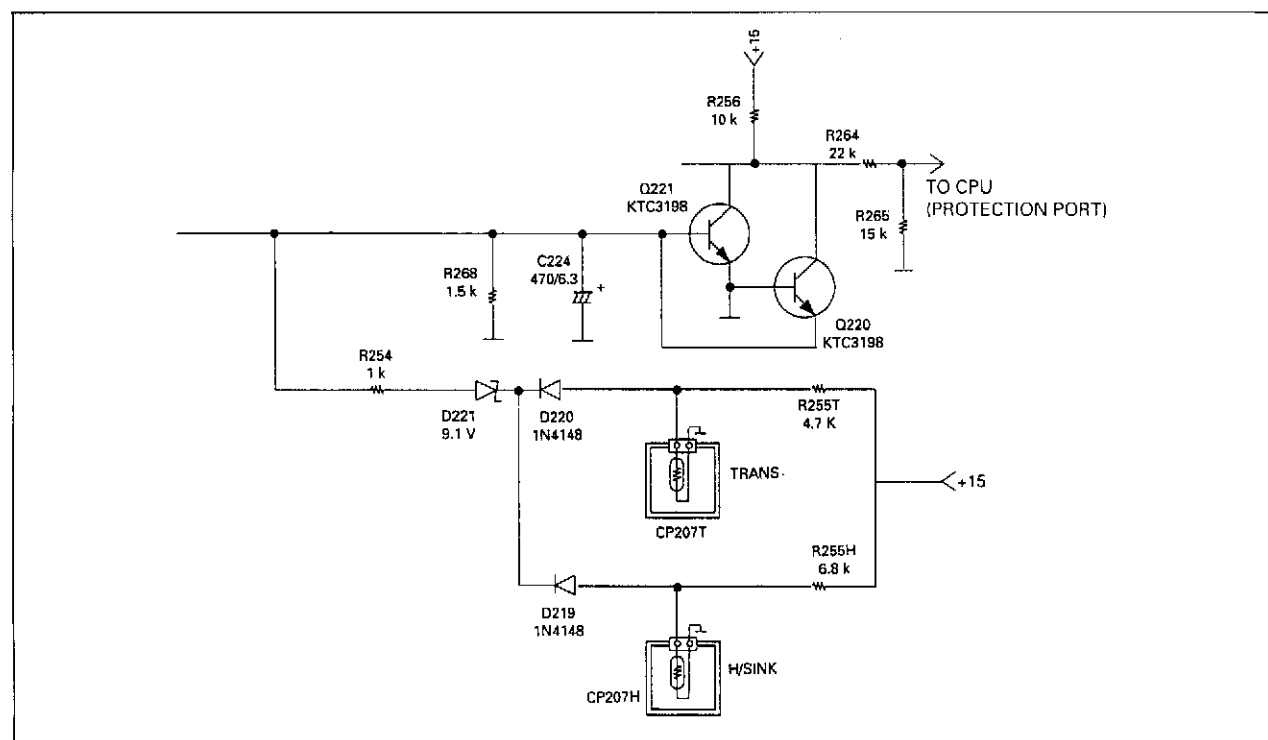 +15
R256
10 k
R264
22 k
TO CPU
(PROTECTION PORT)
Q221
KTC3198
R265
15 k
R268
1.5 k
C224
470/6.3
+
Q220
KTC3198
R254
1 k
D221
9.1 V
D220
1N4148
R255T
4.7 K
TRANS
CP207T
+15
R255H
6.8 k
D219
1N4148
H/SINK
CP207H